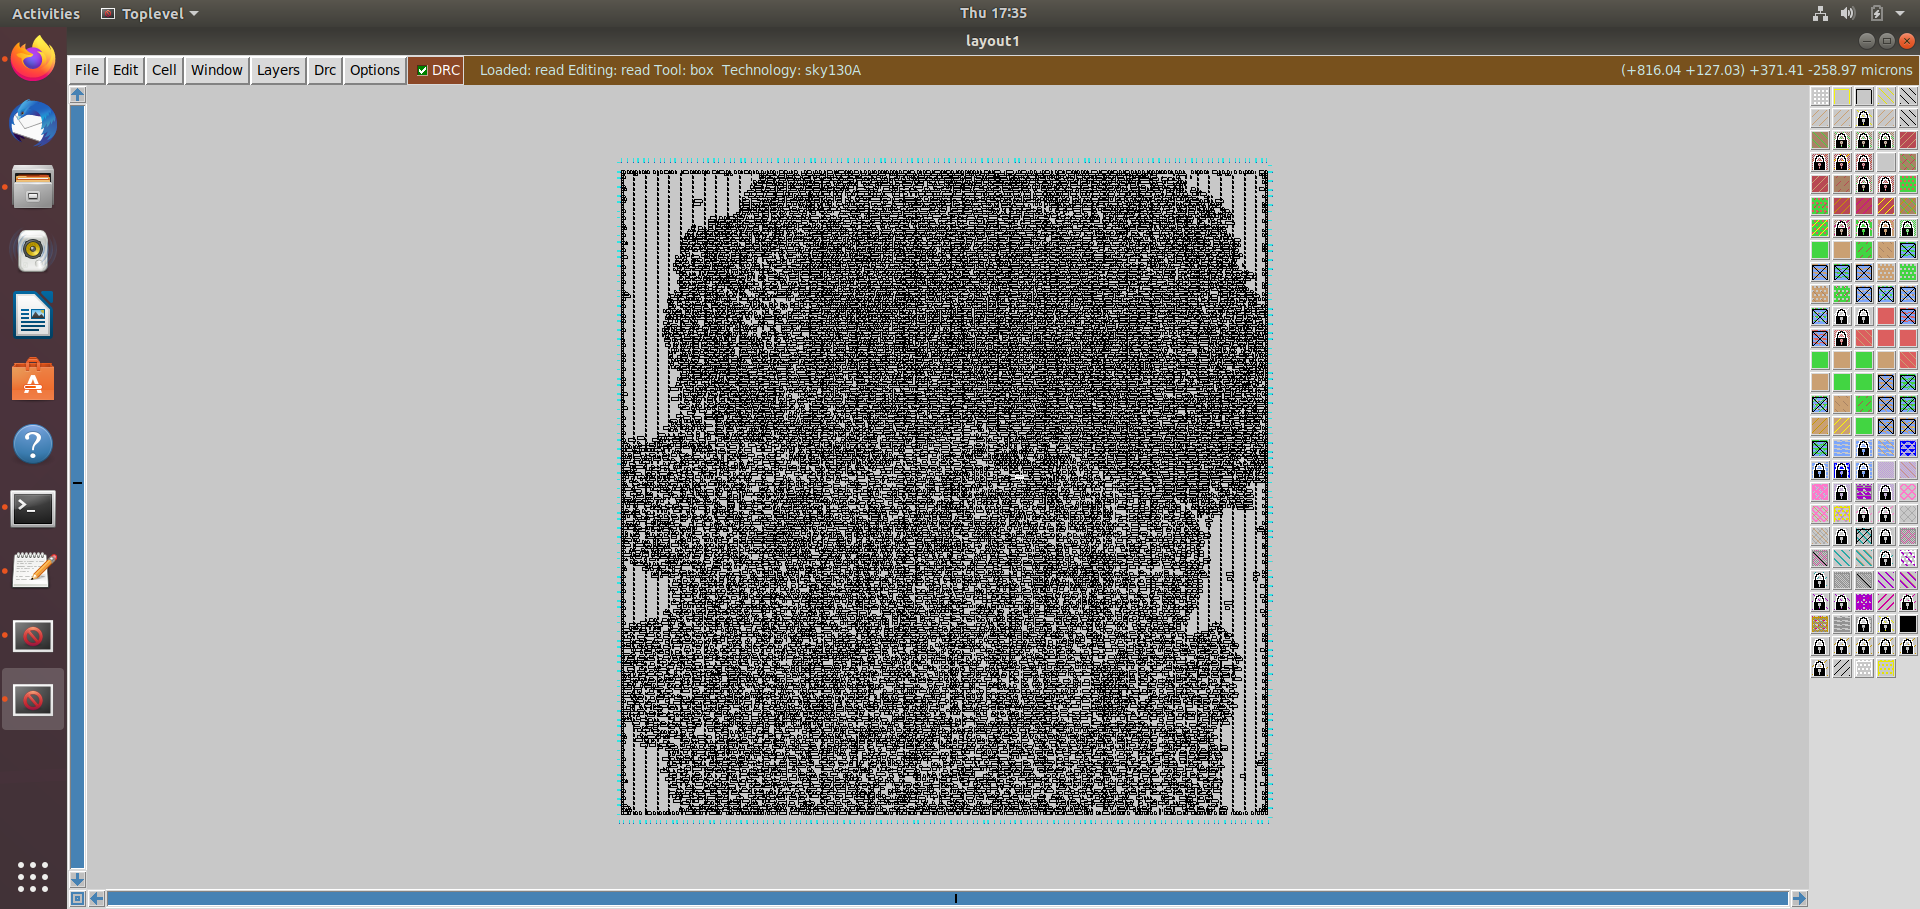 Activities Toplevel Thu 17:35
layout1
File Edit Cell Window Layers Drc Options DRC Loaded: read Editing: read Tool: box Technology: sky130A (+816.04 +127.03) +371.41 -258.97 microns